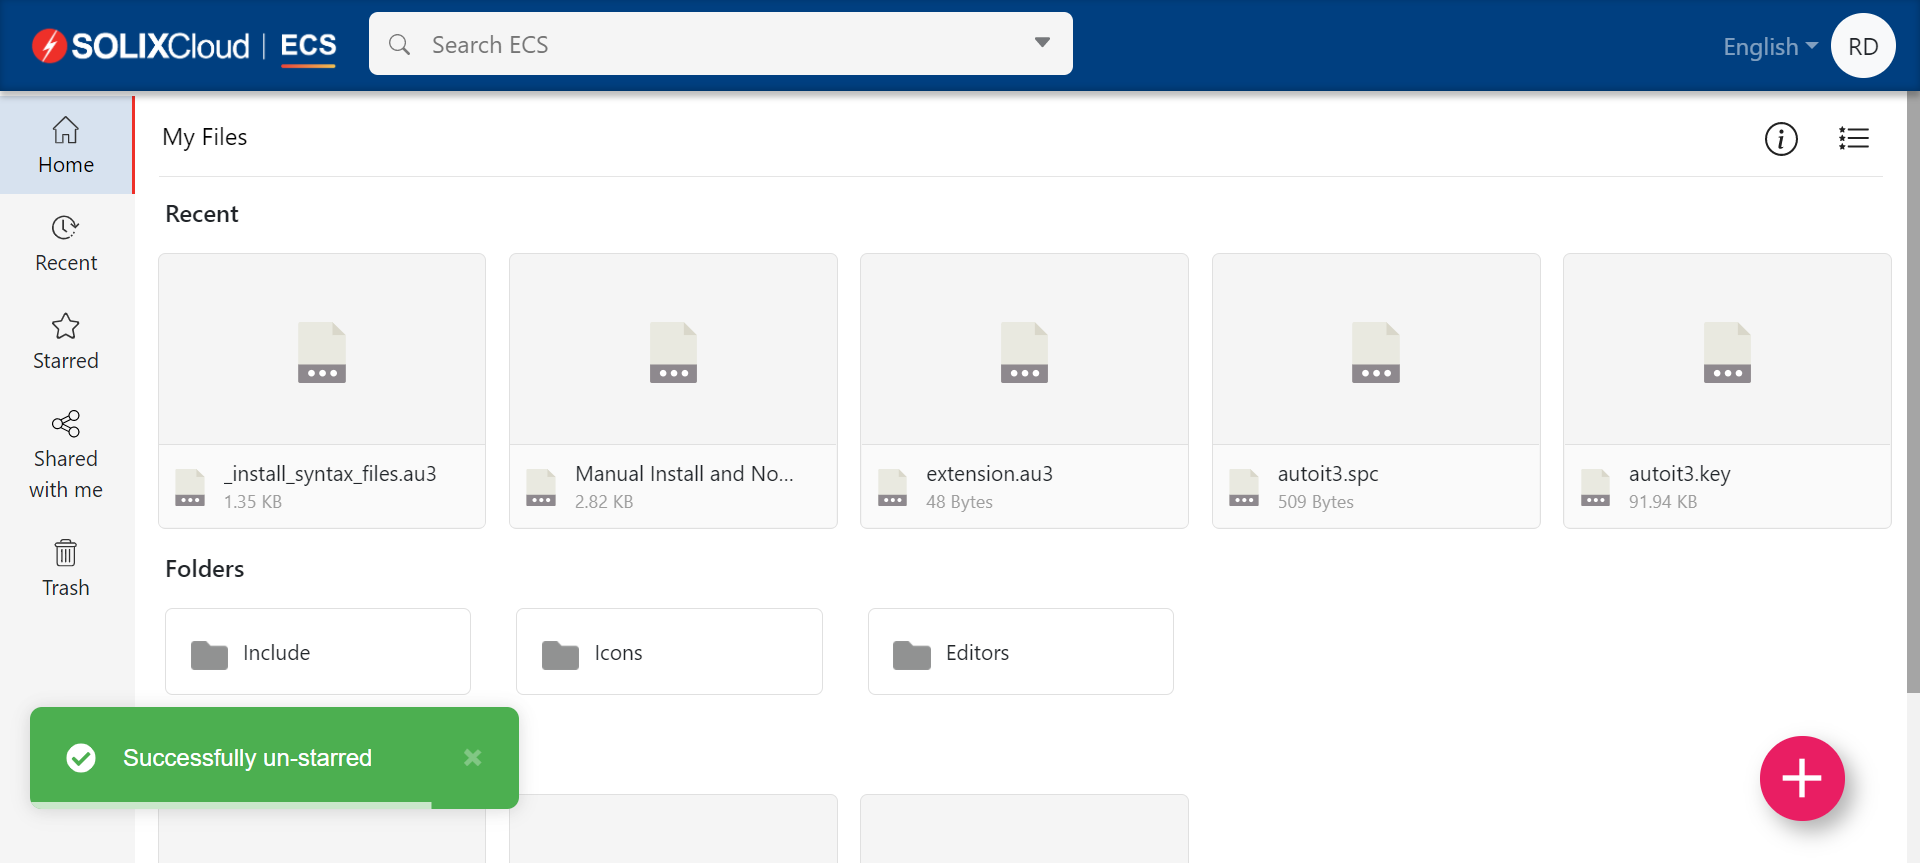 SOLIXCloud | ECS
Search ECS
English
RD
Home
Recent
Starred
Shared
with me
Trash
My Files
Recent
_install_syntax_files.au3
1.35 KB
Manual Install and No...
2.82 KB
extension.au3
48 Bytes
autoit3.spc
509 Bytes
autoit3.key
91.94 KB
Folders
Include
Icons
Editors
Successfully un-starred